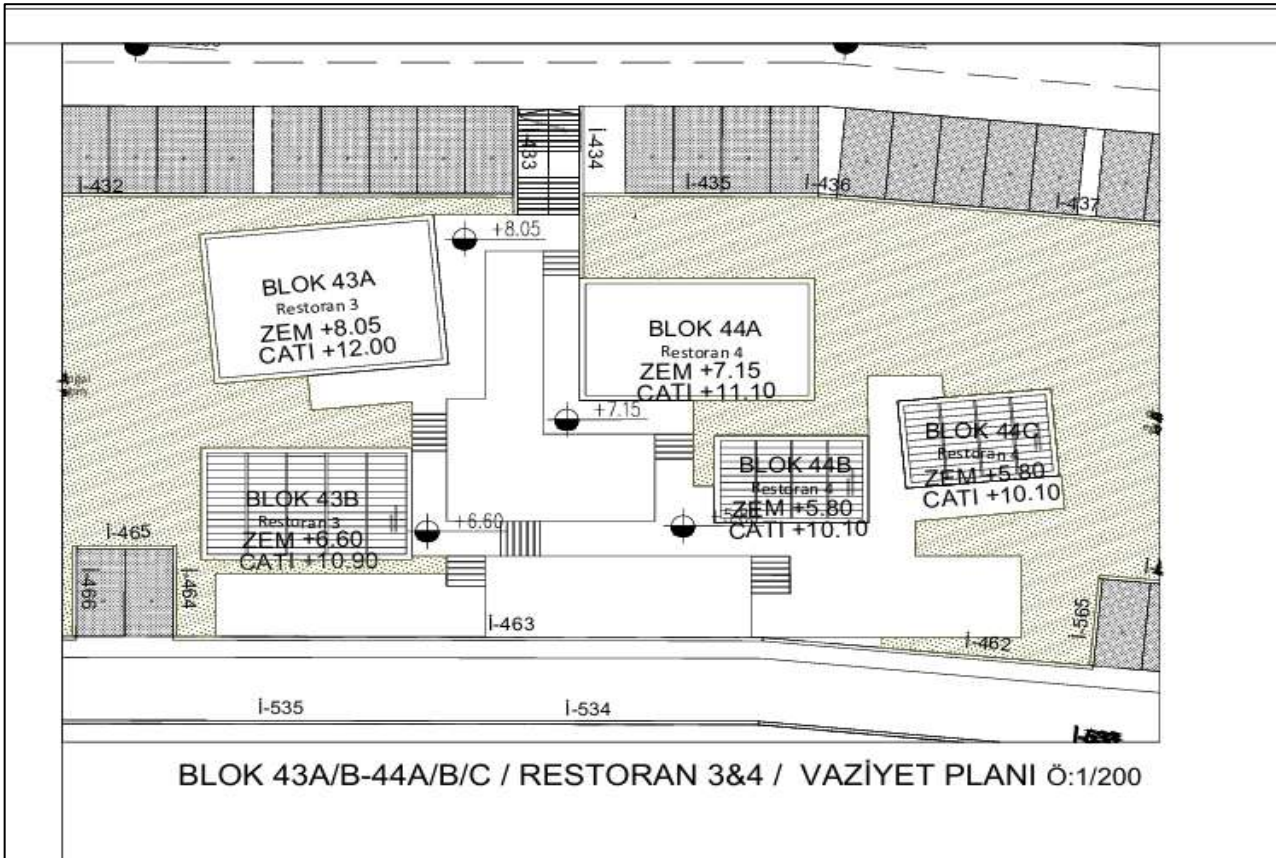 İ-433
İ-434
İ-432
İ-435
İ-436
İ-437
+8.05
BLOK 43A
Restoran 3
ZEM +8.05
CATI +12.00
BLOK 44A
Restoran 4
ZEM +7.15
CATI +11.10
+7.15
BLOK 44C
Restoran 4
ZEM +5.80
CATI +10.10
BLOK 44B
Restoran 4
ZEM +5.80
CATI +10.10
BLOK 43B
Restoran 3
ZEM +6.60
CATI +10.90
+6.60
İ-465
İ-466
İ-464
İ-463
İ-462
İ-565
İ-535
İ-534
BLOK 43A/B-44A/B/C / RESTORAN 3&4 / VAZİYET PLANI Ö:1/200